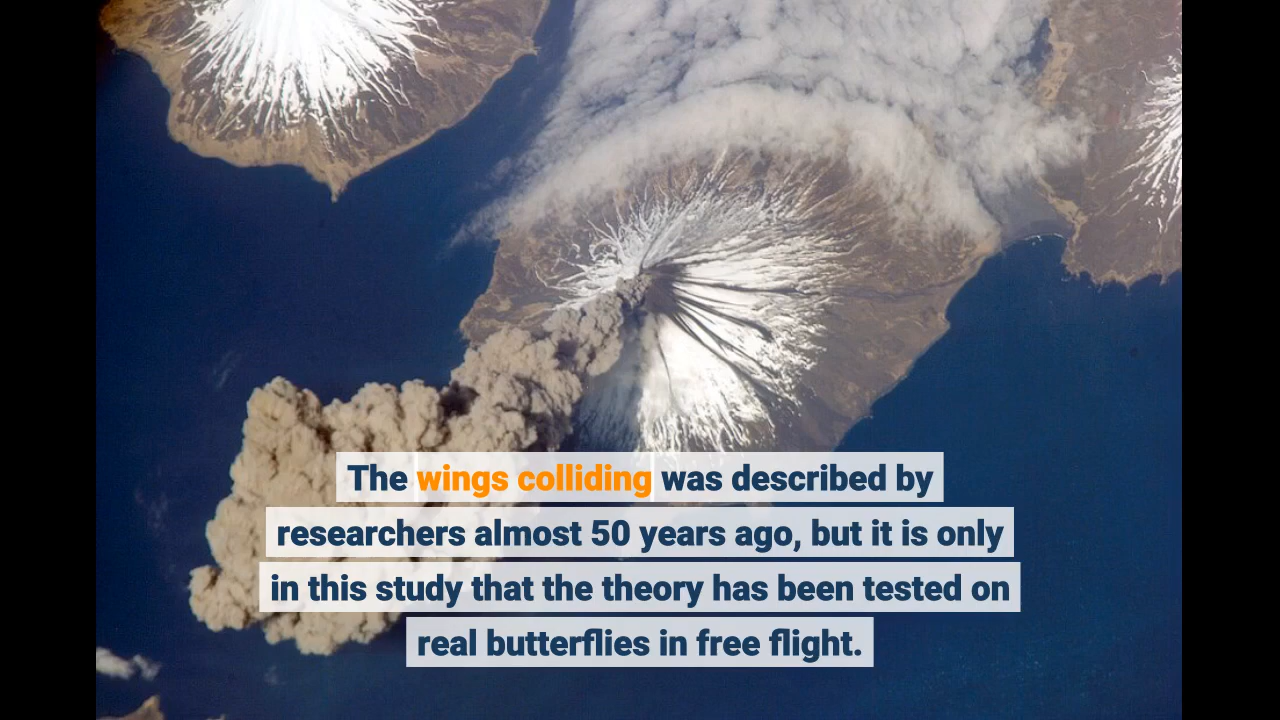 The wings colliding was described by
researchers almost 50 years ago, but it is only
in this study that the theory has been tested on
real butterflies in free flight.